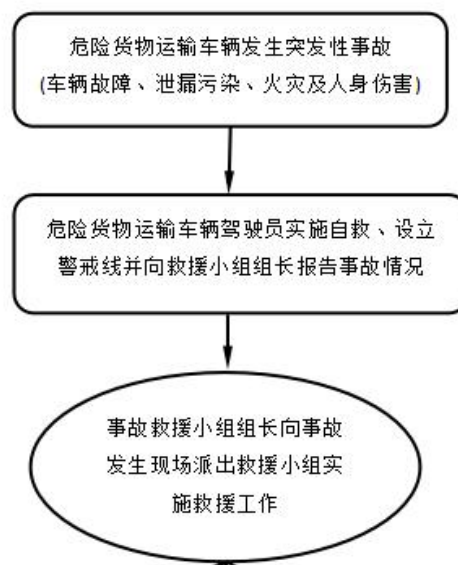 危险货物运输车辆发生突发性事故
(车辆故障、泄漏污染、火灾及人身伤害)
危险货物运输车辆驾驶员实施自救、设立
警戒线并向救援小组组长报告事故情况
事故救援小组组长向事故
发生现场派出救援小组实
施救援工作